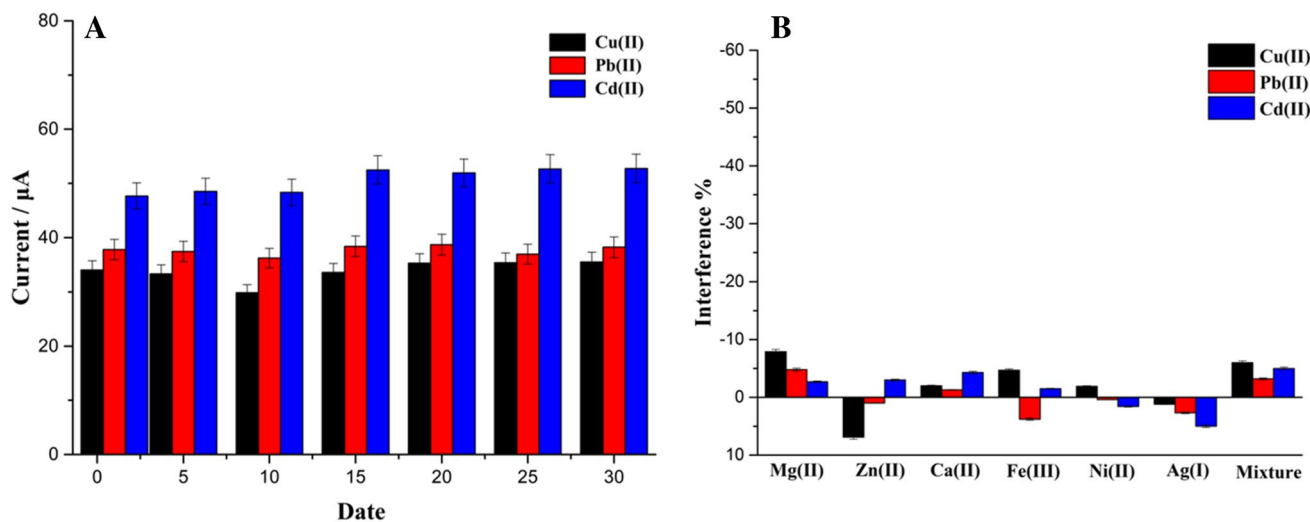 A
Cu(II)
Pb(II)
Cd(II)
80
60
40
20
0
Current / μA
0 5 10 15 20 25 30
Date
B
Cu(II)
Pb(II)
Cd(II)
-60
-50
-40
-30
-20
-10
0
10
Interference %
Mg(II) Zn(II) Ca(II) Fe(III) Ni(II) Ag(I) Mixture